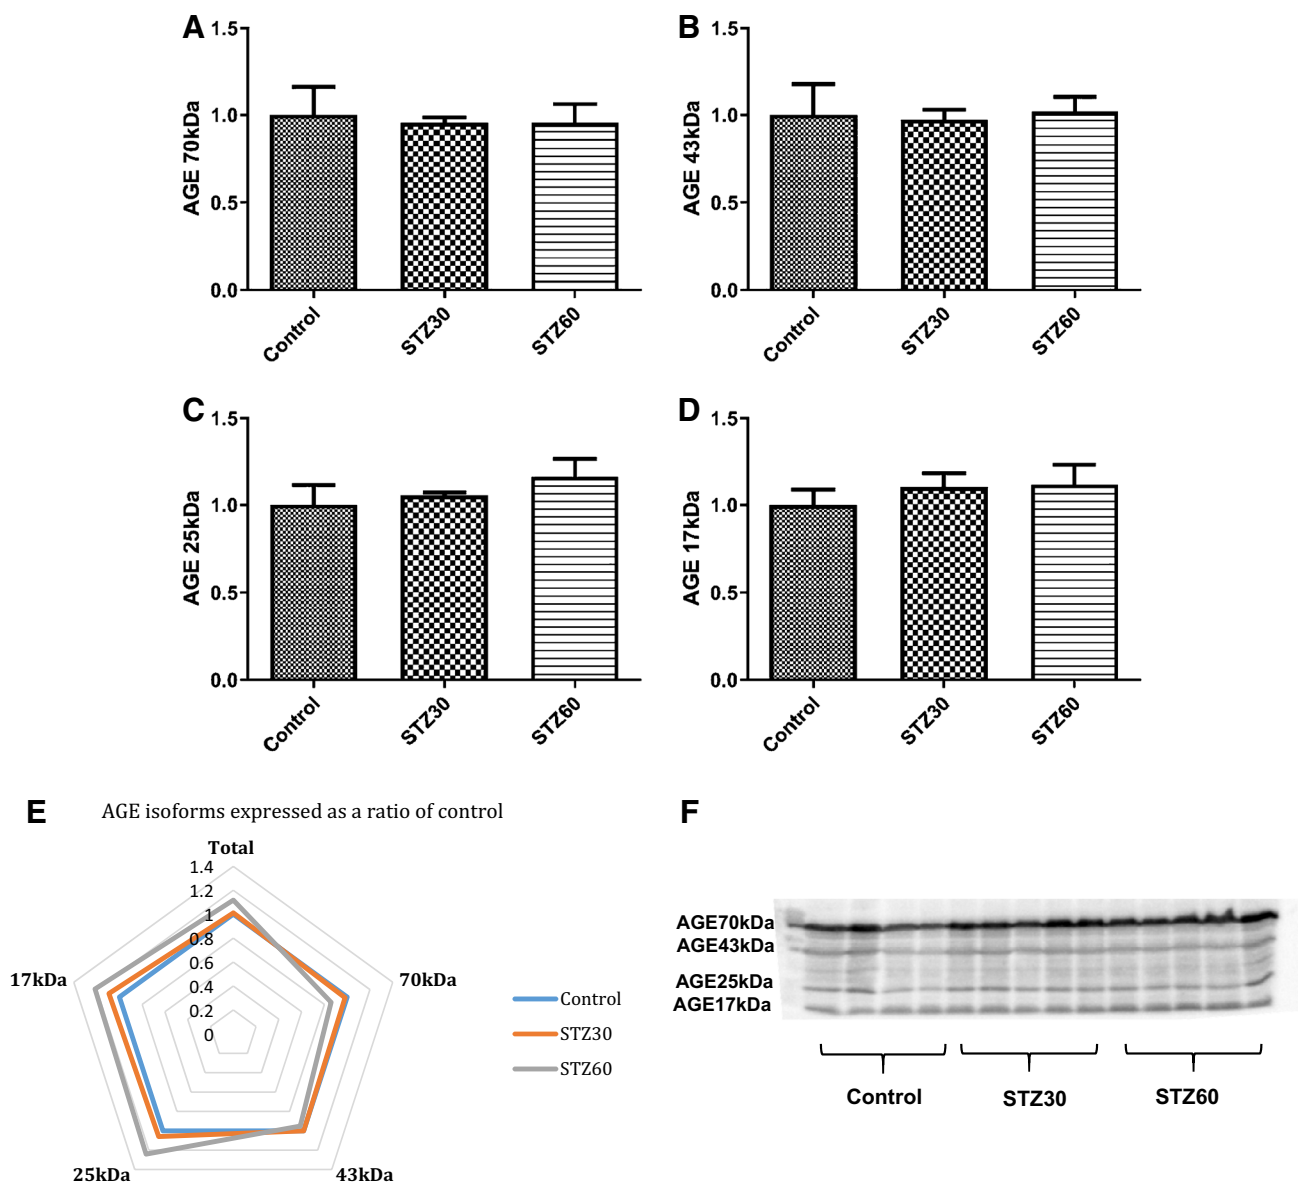 A
1.5
1.0
0.5
0.0
AGE 70kDa
Control
STZ30
STZ60
B
1.5
1.0
0.5
0.0
AGE 43kDa
Control
STZ30
STZ60
C
1.5
1.0
0.5
0.0
AGE 25kDa
Control
STZ30
STZ60
D
1.5
1.0
0.5
0.0
AGE 17kDa
Control
STZ30
STZ60
E
AGE isoforms expressed as a ratio of control
Total
1.4
1.2
1
0.8
0.6
0.4
0.2
0
17kDa
70kDa
25kDa
43kDa
Control
STZ30
STZ60
F
AGE70kDa
AGE43kDa
AGE25kDa
AGE17kDa
Control
STZ30
STZ60